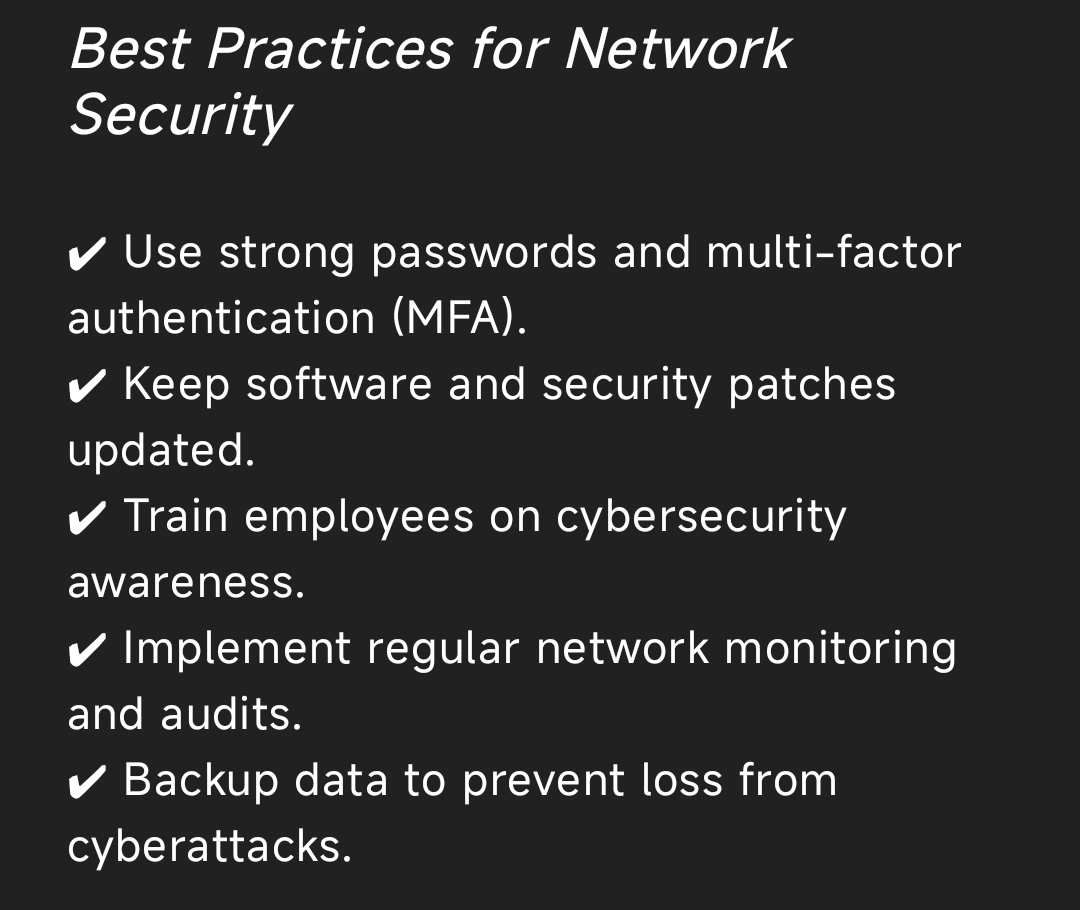 Best Practices for Network
Security
✔ Use strong passwords and multi-factor
authentication (MFA).
✔ Keep software and security patches
updated.
✔ Train employees on cybersecurity
awareness.
✔ Implement regular network monitoring
and audits.
✔ Backup data to prevent loss from
cyberattacks.